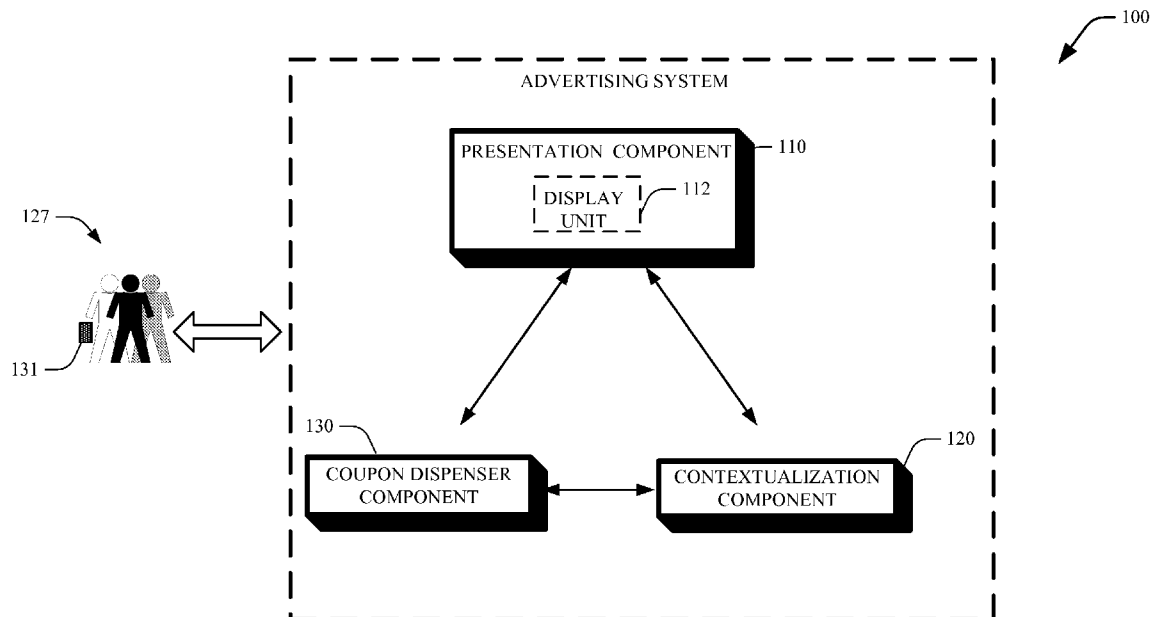 100
ADVERTISING SYSTEM
PRESENTATION COMPONENT
110
DISPLAY
UNIT
112
127
131
130
COUPON DISPENSER
COMPONENT
120
CONTEXTUALIZATION
COMPONENT